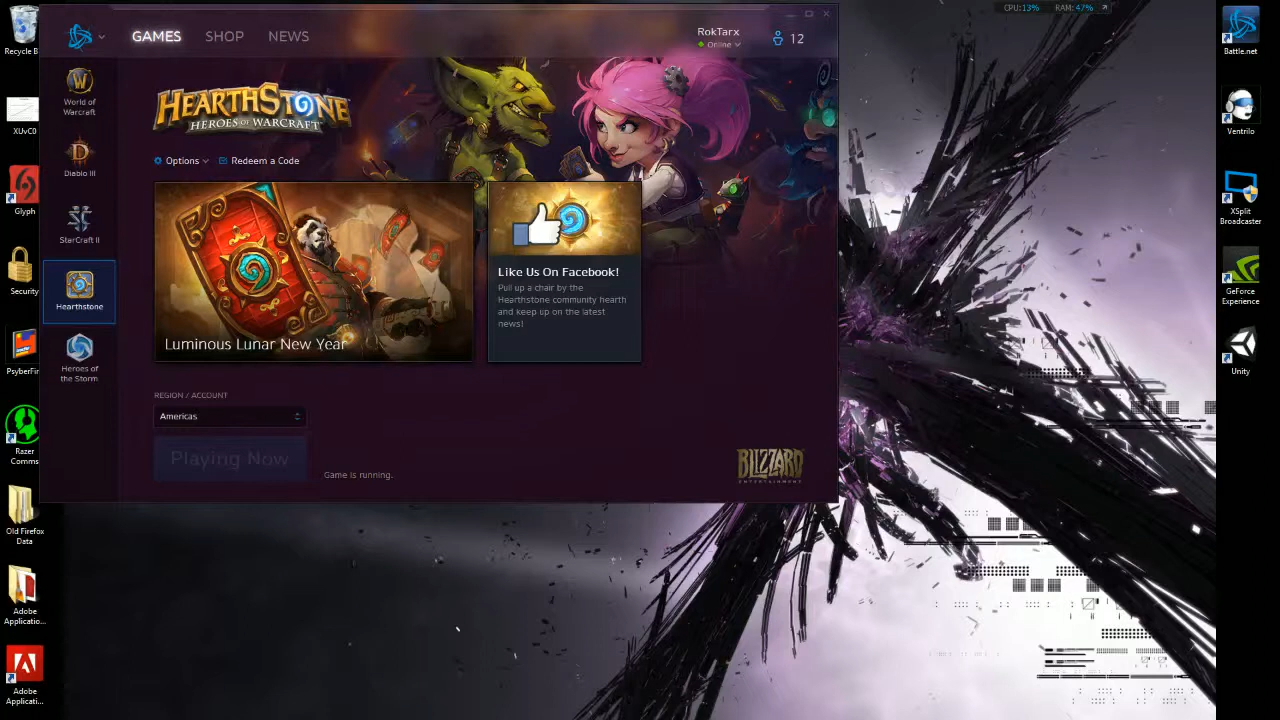 CPU:13% RAM:47%
Recycle B
XUvC0
Glyph
Security
PsyberFir
Razer
Comms
Old Firefox
Data
Adobe
Applicatio...
Adobe
Applicati...
GAMES SHOP NEWS
RokTarx
Online
12
World of
Warcraft
Diablo III
StarCraft II
Hearthstone
Heroes of
the Storm
HEARTHSTONE
HEROES OF WARCRAFT
Options
Redeem a Code
Luminous Lunar New Year
Like Us On Facebook!
Pull up a chair by the
Hearthstone community hearth
and keep up on the latest
news!
REGION / ACCOUNT
Americas
Playing Now
Game is running.
BLIZZARD
ENTERTAINMENT
Battle.net
Ventrilo
XSplit
Broadcaster
GeForce
Experience
Unity